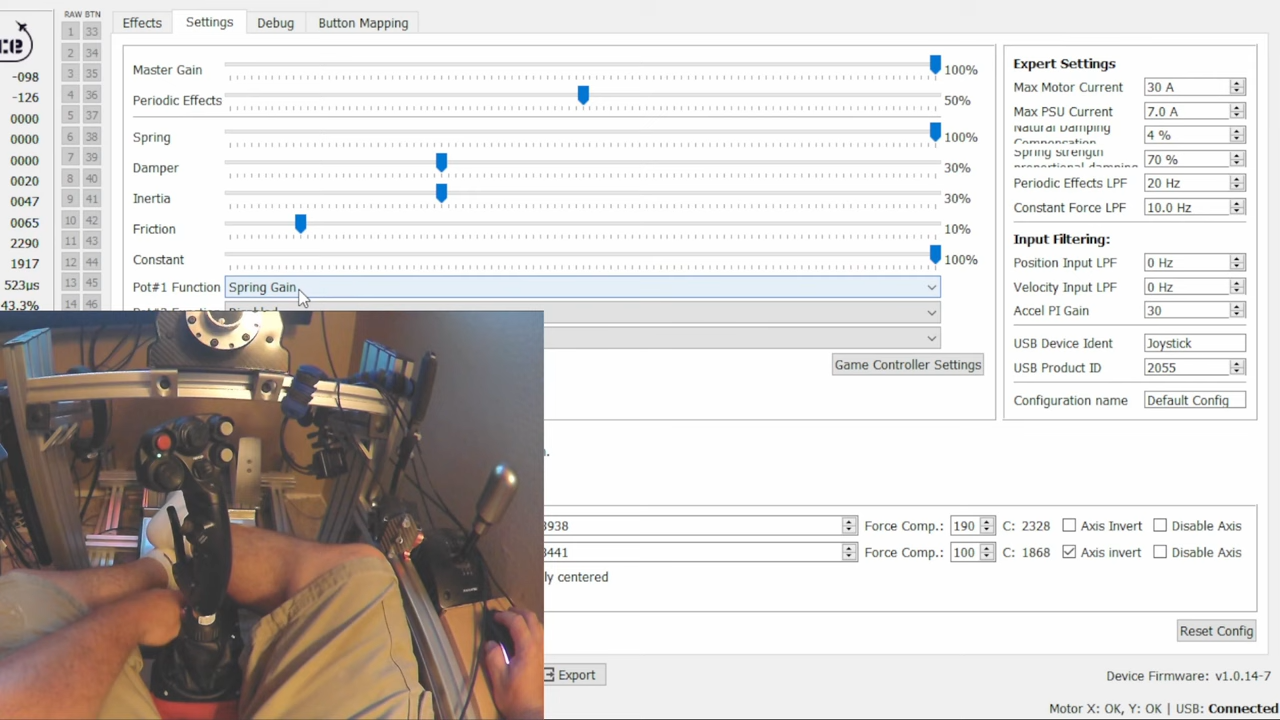 RAW BTN
Effects
Settings
Debug
Button Mapping
ce
-098
-126
0000
0000
0000
0020
0047
0065
2290
1917
523µs
43.3%
1 33
2 34
3 35
4 36
5 37
6 38
7 39
8 40
9 41
10 42
11 43
12 44
13 45
14 46
Master Gain 100%
Periodic Effects 50%
Spring 100%
Damper 30%
Inertia 30%
Friction 10%
Constant 100%
Pot#1 Function Spring Gain
Game Controller Settings
Expert Settings
Max Motor Current 30 A
Max PSU Current 7.0 A
Natural Damping
Compensation 4 %
Spring strength
proportional damping 70 %
Periodic Effects LPF 20 Hz
Constant Force LPF 10.0 Hz
Input Filtering:
Position Input LPF 0 Hz
Velocity Input LPF 0 Hz
Accel PI Gain 30
USB Device Ident Joystick
USB Product ID 2055
Configuration name Default Config
938 Force Comp.: 190 C: 2328 Axis Invert Disable Axis
441 Force Comp.: 100 C: 1868 Axis invert Disable Axis
ly centered
Reset Config
Export
Device Firmware: v1.0.14-7
Motor X: OK, Y: OK | USB: Connected